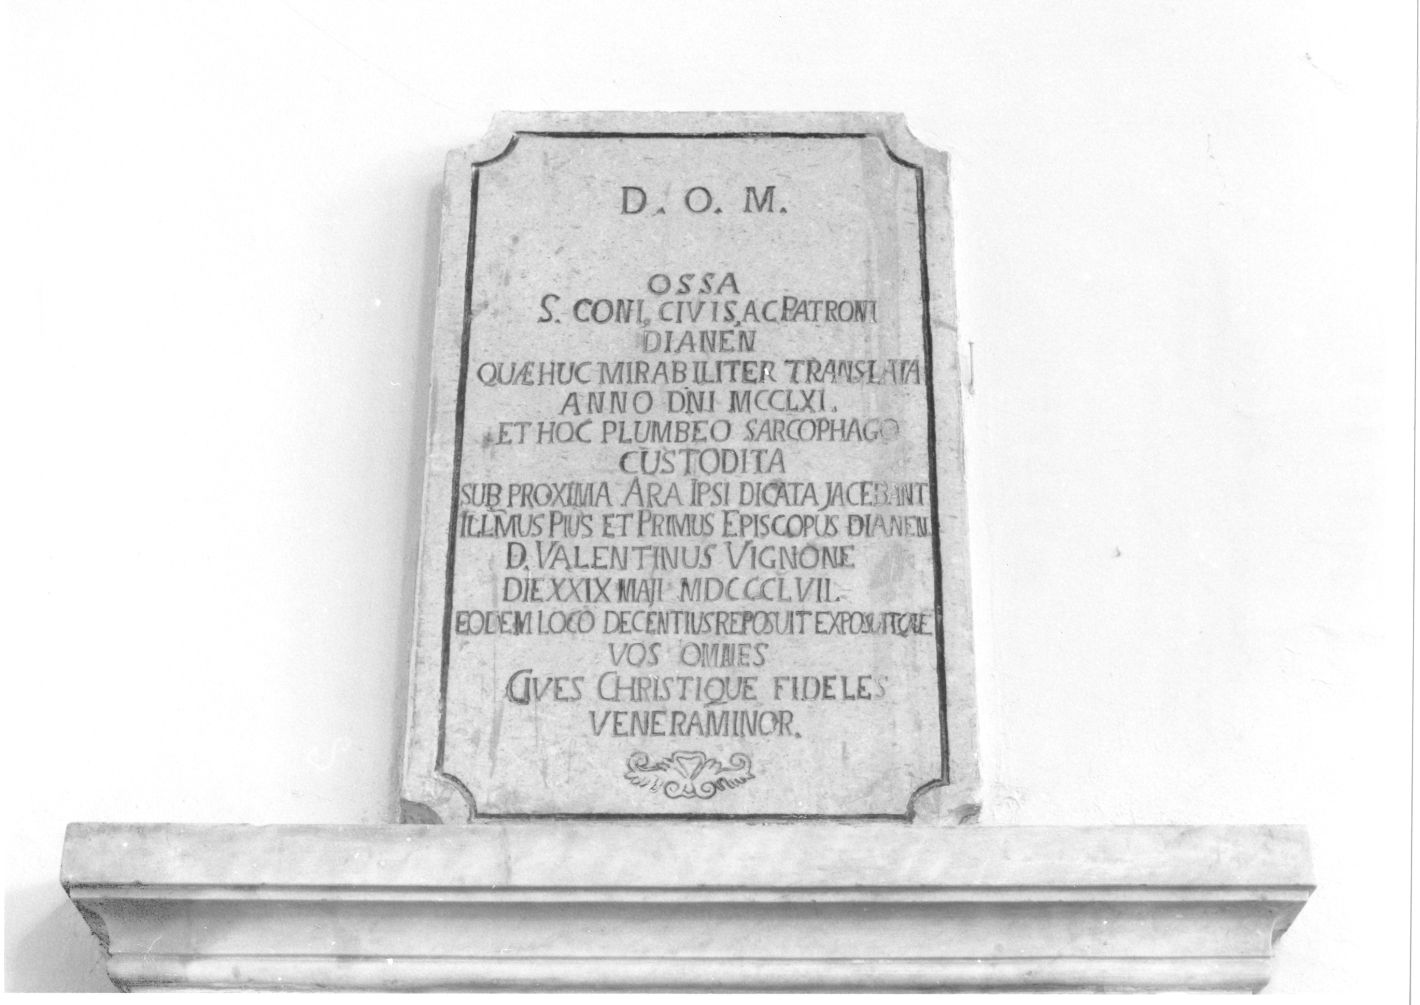 D. O. M.
OSSA
S. CONI, CIVIS, AC PATRONI
DIANEN
QUÆ HUC MIRABILITER TRANSLATA
ANNO DNI MCCLXI.
ET HOC PLUMBEO SARCOPHAGO
CUSTODITA
SUB PROXIMA ARA IPSI DICATA JACEBANT
ILLMUS PIUS ET PRIMUS EPISCOPUS DIANEN
D. VALENTINUS VIGNONE
DIE XXIX MAJI MDCCCLVII.
EODEM LOCO DECENTIUS REPOSUIT EXPOSUITQUE
VOS OMNES
CIVES CHRISTIQUE FIDELES
VENERAMINOR.